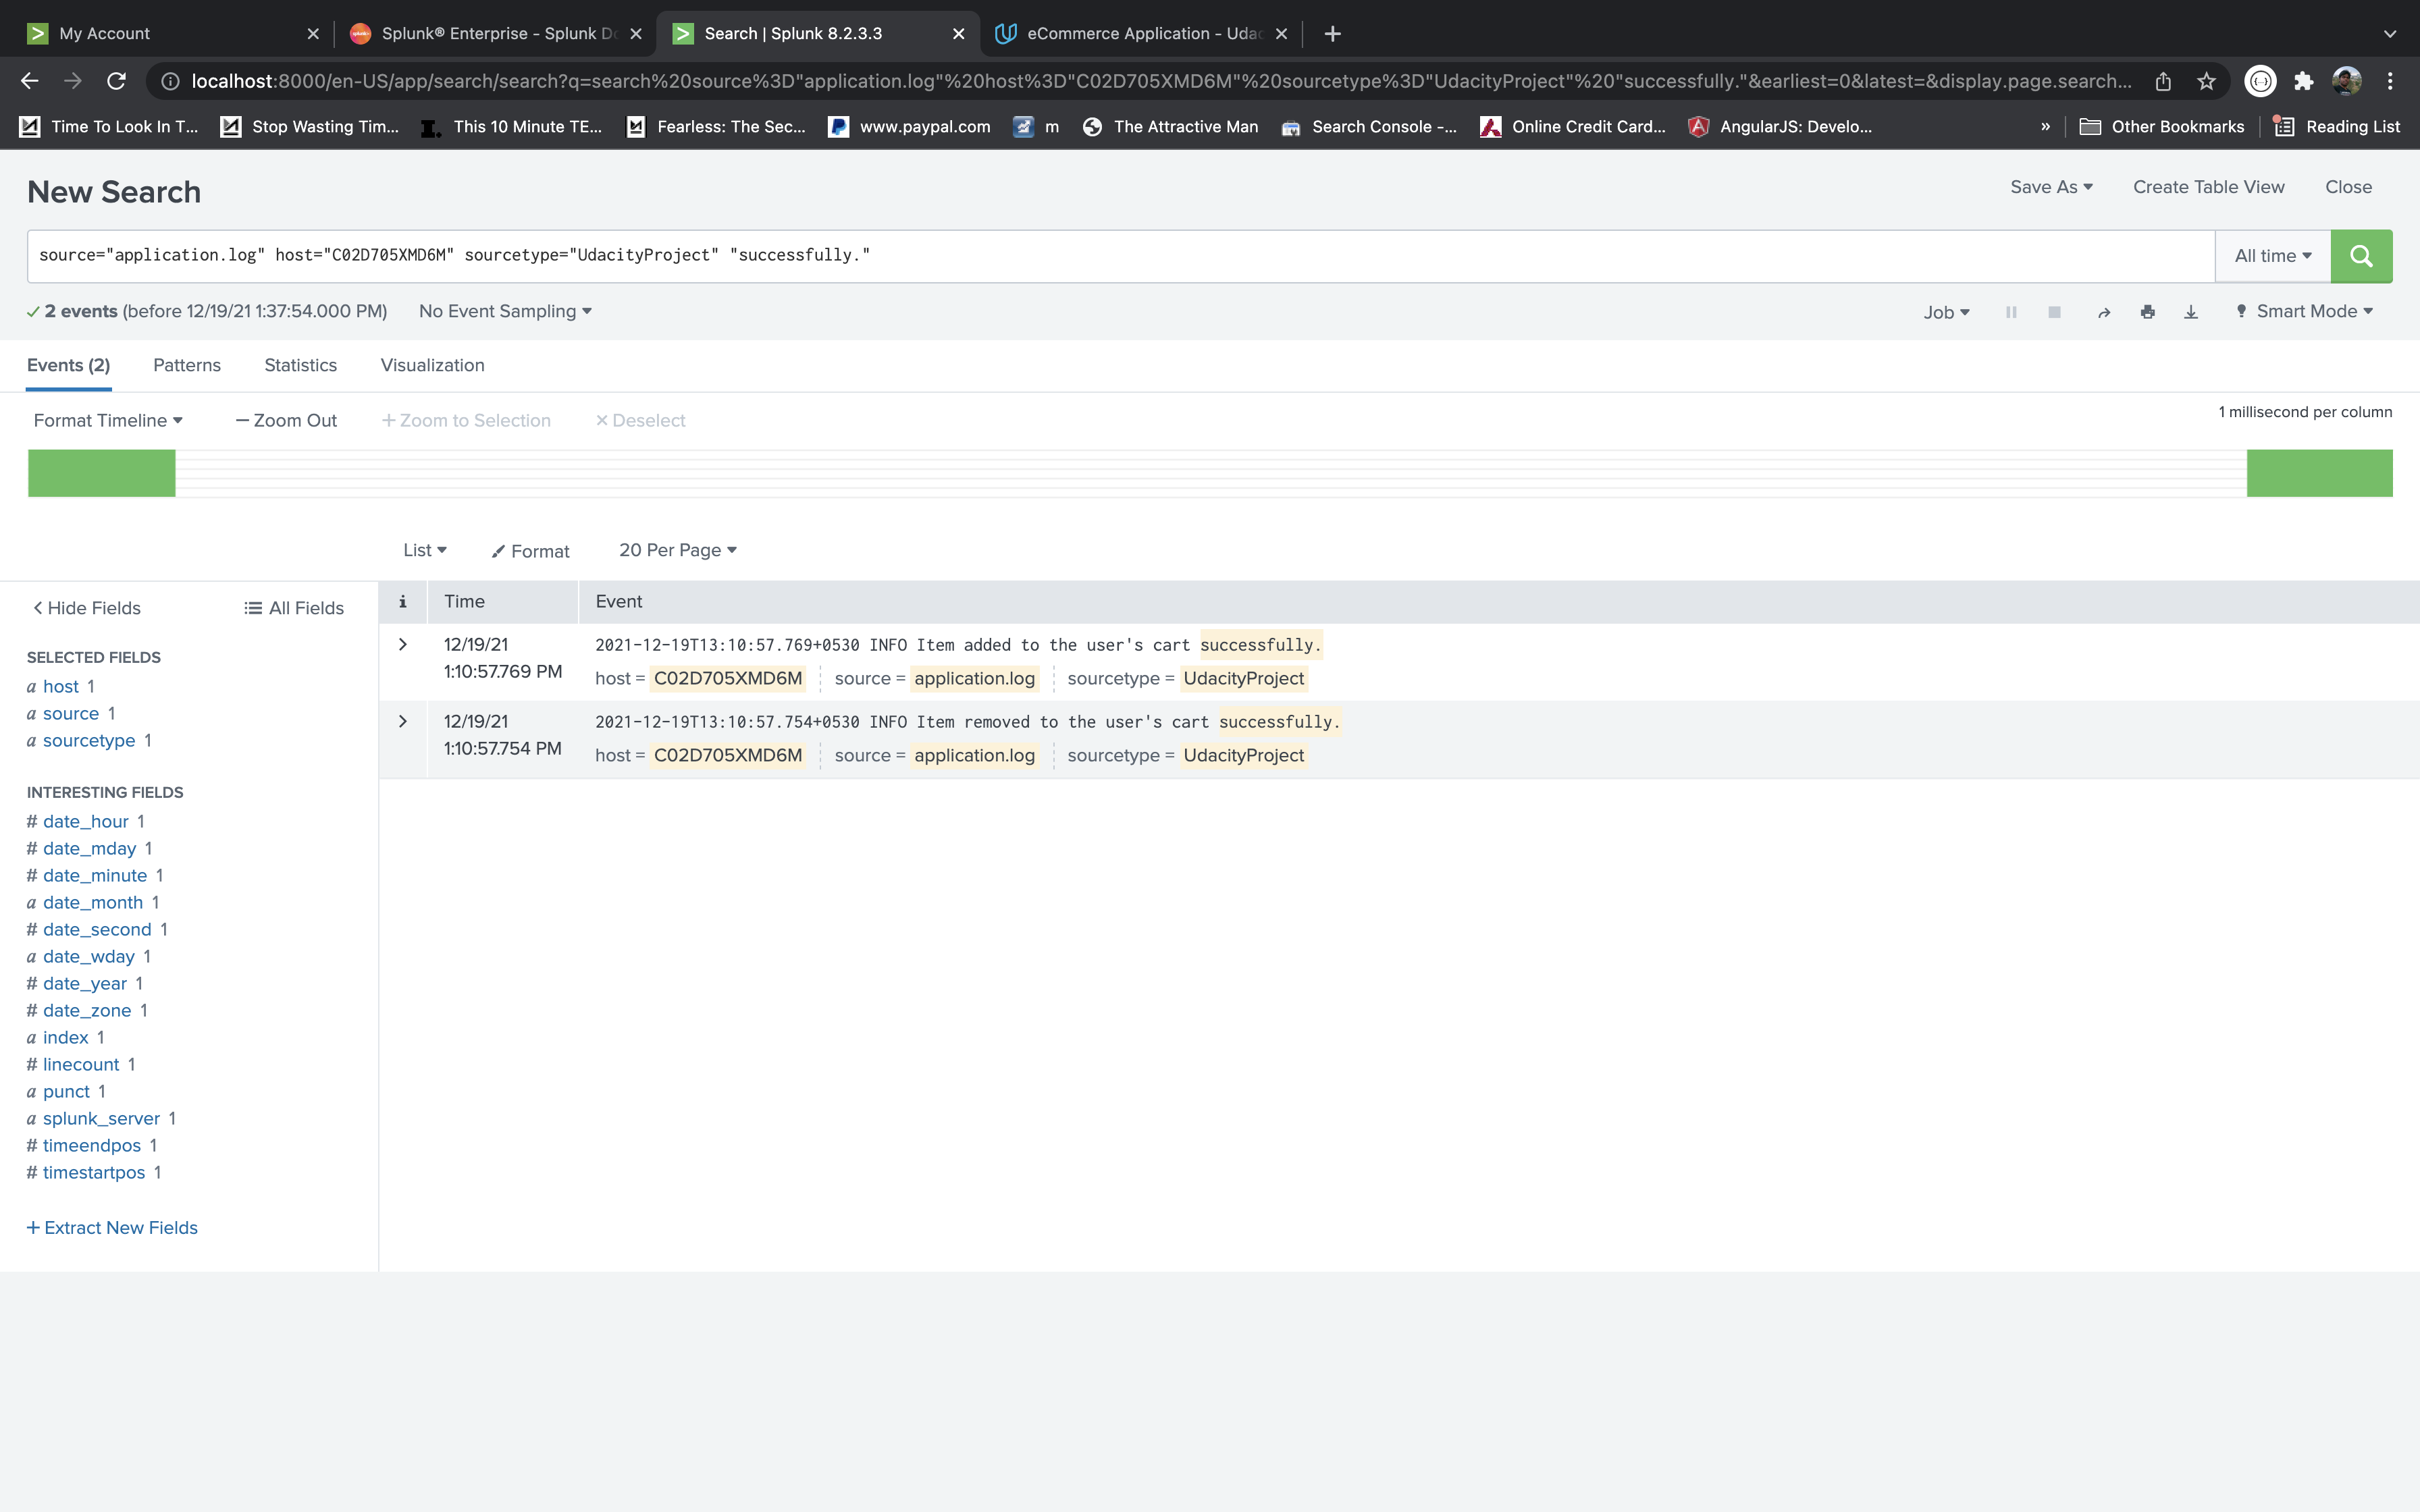 My Account
Splunk® Enterprise - Splunk Do
Search | Splunk 8.2.3.3
eCommerce Application - Udac
localhost:8000/en-US/app/search/search?q=search%20source%3D"application.log"%20host%3D"C02D705XMD6M"%20sourcetype%3D"UdacityProject"%20"successfully."&earliest=0&latest=&display.page.search...
Time To Look In T...
Stop Wasting Tim...
This 10 Minute TE...
Fearless: The Sec...
www.paypal.com
m
The Attractive Man
Search Console -...
Online Credit Card...
AngularJS: Develo...
»
Other Bookmarks
Reading List
New Search
Save As
Create Table View
Close
source="application.log" host="C02D705XMD6M" sourcetype="UdacityProject" "successfully."
All time
2 events (before 12/19/21 1:37:54.000 PM)
No Event Sampling
Job
Smart Mode
Events (2)
Patterns
Statistics
Visualization
Format Timeline
— Zoom Out
+ Zoom to Selection
× Deselect
1 millisecond per column
List
Format
20 Per Page
< Hide Fields
All Fields
i
Time
Event
SELECTED FIELDS
a host 1
a source 1
a sourcetype 1
INTERESTING FIELDS
# date_hour 1
# date_mday 1
# date_minute 1
a date_month 1
# date_second 1
a date_wday 1
# date_year 1
# date_zone 1
a index 1
# linecount 1
a punct 1
a splunk_server 1
# timeendpos 1
# timestartpos 1
+ Extract New Fields
12/19/21
1:10:57.769 PM
2021-12-19T13:10:57.769+0530 INFO Item added to the user's cart successfully.
host = C02D705XMD6M source = application.log sourcetype = UdacityProject
12/19/21
1:10:57.754 PM
2021-12-19T13:10:57.754+0530 INFO Item removed to the user's cart successfully.
host = C02D705XMD6M source = application.log sourcetype = UdacityProject